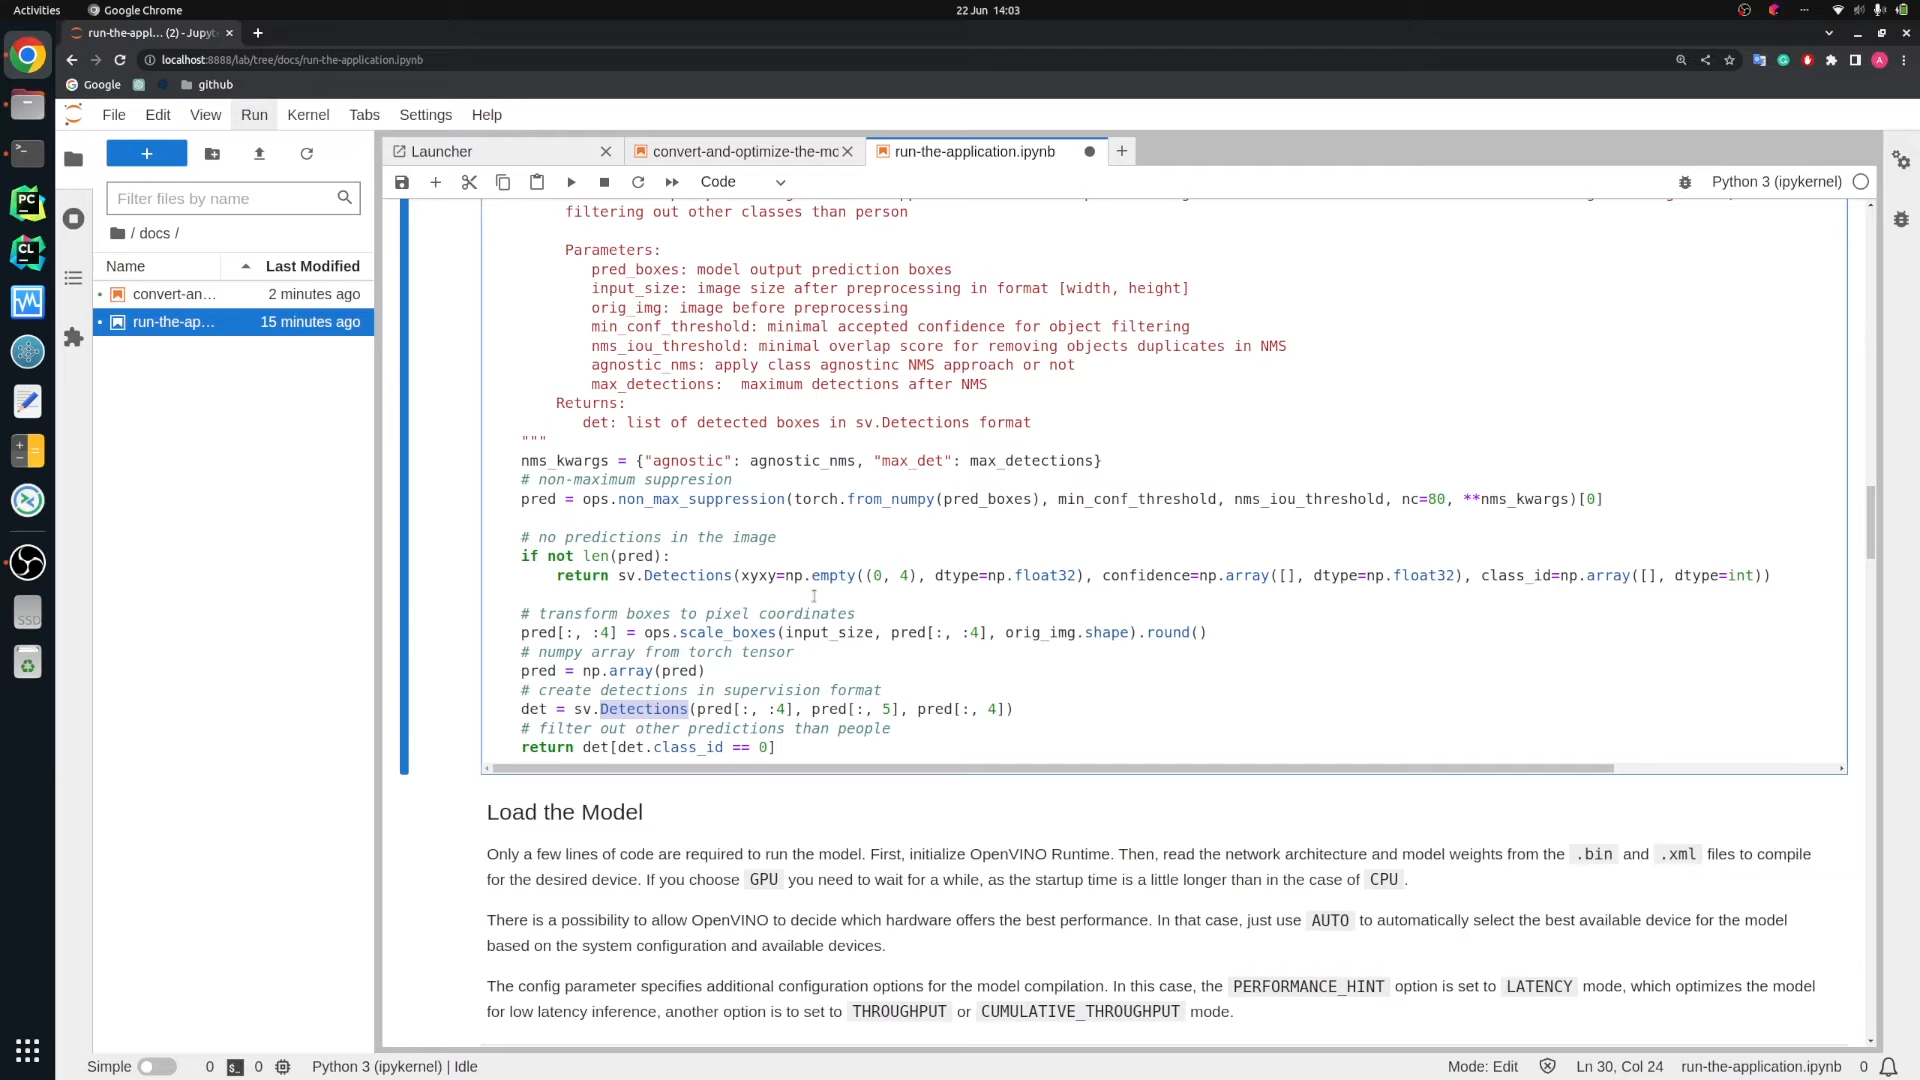 Activities
Google Chrome
22 Jun 14:03
run-the-appl... (2) - Jupyt
localhost:8888/lab/tree/docs/run-the-application.ipynb
A
Google
github
File Edit View Run Kernel Tabs Settings Help
Launcher
convert-and-optimize-the-mo
run-the-application.ipynb
Code
Python 3 (ipykernel)
Filter files by name
/ docs /
Name
Last Modified
convert-an...
2 minutes ago
run-the-ap...
15 minutes ago
PC
CL
SSD
filtering out other classes than person
Parameters:
pred_boxes: model output prediction boxes
input_size: image size after preprocessing in format [width, height]
orig_img: image before preprocessing
min_conf_threshold: minimal accepted confidence for object filtering
nms_iou_threshold: minimal overlap score for removing objects duplicates in NMS
agnostic_nms: apply class agnostinc NMS approach or not
max_detections:  maximum detections after NMS
Returns:
det: list of detected boxes in sv.Detections format
"""
nms_kwargs = {"agnostic": agnostic_nms, "max_det": max_detections}
# non-maximum suppresion
pred = ops.non_max_suppression(torch.from_numpy(pred_boxes), min_conf_threshold, nms_iou_threshold, nc=80, **nms_kwargs)[0]
# no predictions in the image
if not len(pred):
return sv.Detections(xyxy=np.empty((0, 4), dtype=np.float32), confidence=np.array([], dtype=np.float32), class_id=np.array([], dtype=int))
# transform boxes to pixel coordinates
pred[:, :4] = ops.scale_boxes(input_size, pred[:, :4], orig_img.shape).round()
# numpy array from torch tensor
pred = np.array(pred)
# create detections in supervision format
det = sv.Detections(pred[:, :4], pred[:, 5], pred[:, 4])
# filter out other predictions than people
return det[det.class_id == 0]
Load the Model
Only a few lines of code are required to run the model. First, initialize OpenVINO Runtime. Then, read the network architecture and model weights from the .bin and .xml files to compile
for the desired device. If you choose GPU you need to wait for a while, as the startup time is a little longer than in the case of CPU.
There is a possibility to allow OpenVINO to decide which hardware offers the best performance. In that case, just use AUTO to automatically select the best available device for the model
based on the system configuration and available devices.
The config parameter specifies additional configuration options for the model compilation. In this case, the PERFORMANCE_HINT option is set to LATENCY mode, which optimizes the model
for low latency inference, another option is to set to THROUGHPUT or CUMULATIVE_THROUGHPUT mode.
Simple
0
0
Python 3 (ipykernel) | Idle
Mode: Edit
Ln 30, Col 24
run-the-application.ipynb
0